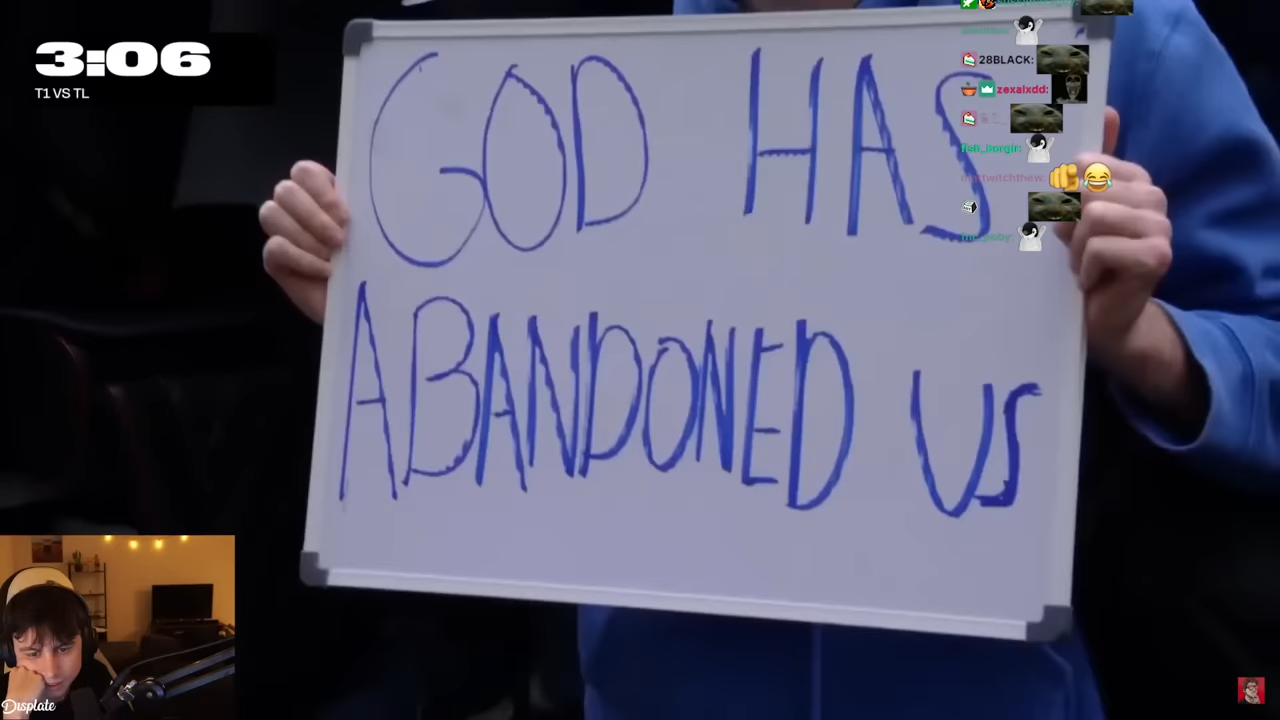 3:06
T1 VS TL
GOD HAS
ABANDONED US
28BLACK:
zexalxdd:
fish_borgir:
Displate